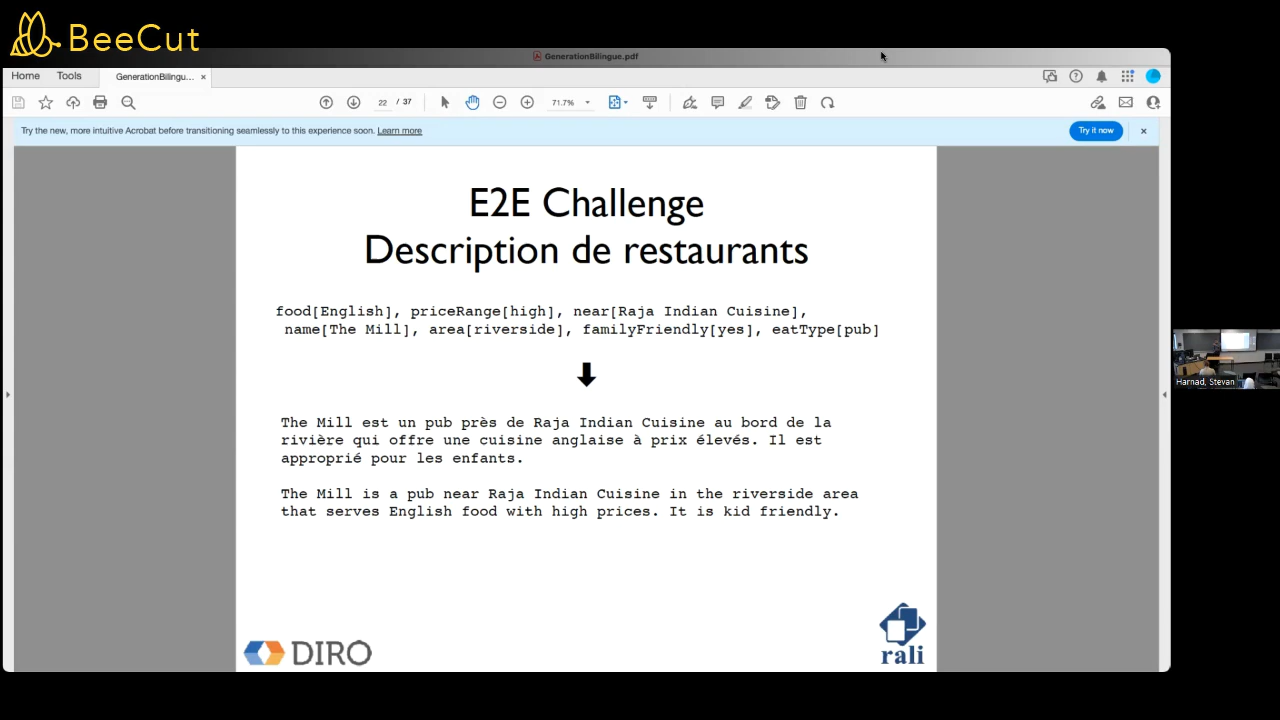 BeeCut
GenerationBilingue.pdf
Home Tools GenerationBilingu... ×
22 / 37 71.7%
Try the new, more intuitive Acrobat before transitioning seamlessly to this experience soon. Learn more Try it now ×
E2E Challenge
Description de restaurants
food[English], priceRange[high], near[Raja Indian Cuisine],
name[The Mill], area[riverside], familyFriendly[yes], eatType[pub]
The Mill est un pub près de Raja Indian Cuisine au bord de la
rivière qui offre une cuisine anglaise à prix élevés. Il est
approprié pour les enfants.
The Mill is a pub near Raja Indian Cuisine in the riverside area
that serves English food with high prices. It is kid friendly.
DIRO
rali
Harnad, Stevan